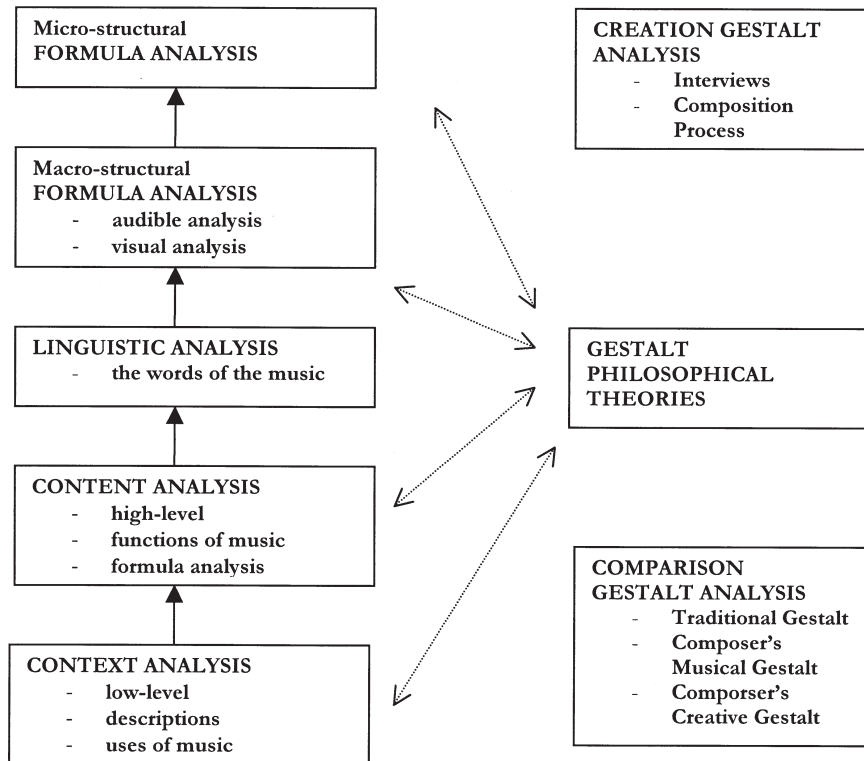 Micro-structural
FORMULA ANALYSIS
Macro-structural
FORMULA ANALYSIS
- audible analysis
- visual analysis
LINGUISTIC ANALYSIS
- the words of the music
CONTENT ANALYSIS
- high-level
- functions of music
- formula analysis
CONTEXT ANALYSIS
- low-level
- descriptions
- uses of music
CREATION GESTALT
ANALYSIS
- Interviews
- Composition
Process
GESTALT
PHILOSOPHICAL
THEORIES
COMPARISON
GESTALT ANALYSIS
- Traditional Gestalt
- Composer's
Musical Gestalt
- Comporser's
Creative Gestalt